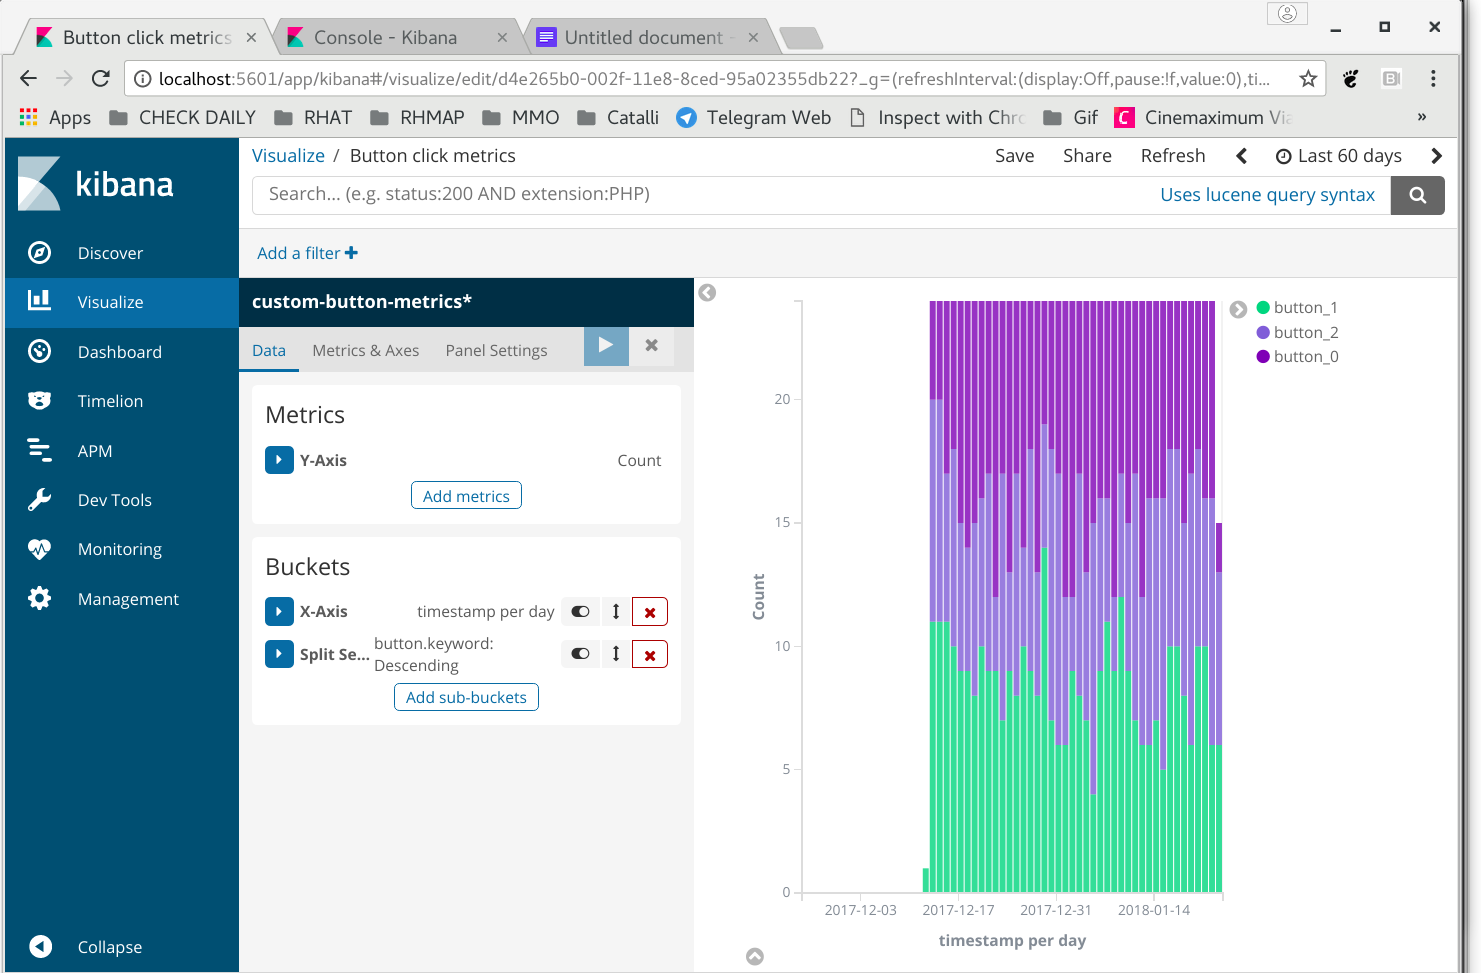 Button click metrics
Console - Kibana
Untitled document -
localhost:5601/app/kibana#/visualize/edit/d4e265b0-002f-11e8-8ced-95a02355db22?_g=(refreshInterval:(display:Off,pause:!f,value:0),ti...
Apps CHECK DAILY RHAT RHMAP MMO Catalli Telegram Web Inspect with Chro Gif Cinemaximum Via »
kibana
Visualize / Button click metrics
Save Share Refresh Last 60 days
Search... (e.g. status:200 AND extension:PHP)
Uses lucene query syntax
Add a filter
Discover
Visualize
Dashboard
Timelion
APM
Dev Tools
Monitoring
Management
Collapse
custom-button-metrics*
Data Metrics & Axes Panel Settings
Metrics
Y-Axis Count
Add metrics
Buckets
X-Axis timestamp per day
Split Se... button.keyword:
Descending
Add sub-buckets
button_1
button_2
button_0
20
15
10
5
0
Count
2017-12-03 2017-12-17 2017-12-31 2018-01-14
timestamp per day